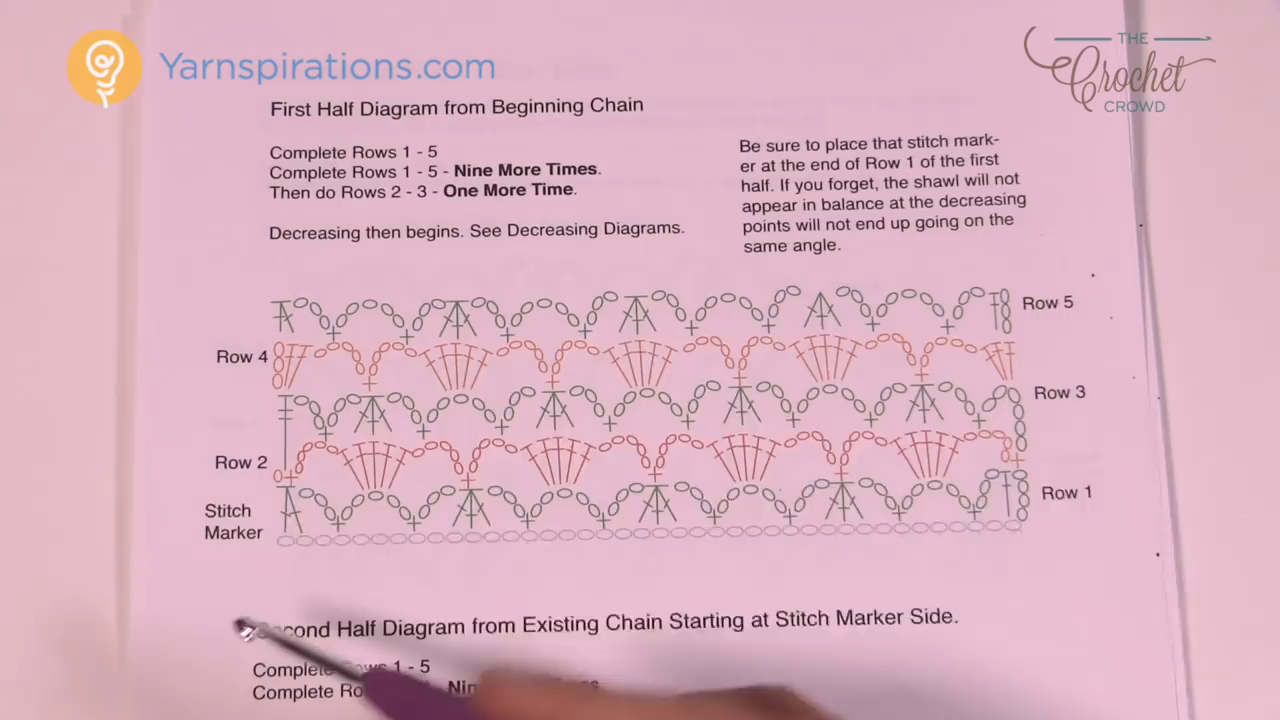 Yarnspirations.com
THE
Crochet
CROWD
First Half Diagram from Beginning Chain
Complete Rows 1 - 5
Complete Rows 1 - 5 - Nine More Times.
Then do Rows 2 - 3 - One More Time.
Decreasing then begins. See Decreasing Diagrams.
Be sure to place that stitch mark-
er at the end of Row 1 of the first
half. If you forget, the shawl will not
appear in balance at the decreasing
points will not end up going on the
same angle.
Row 5
Row 4
Row 3
Row 2
Row 1
Stitch
Marker
Second Half Diagram from Existing Chain Starting at Stitch Marker Side.
Complete Rows 1 - 5
Complete